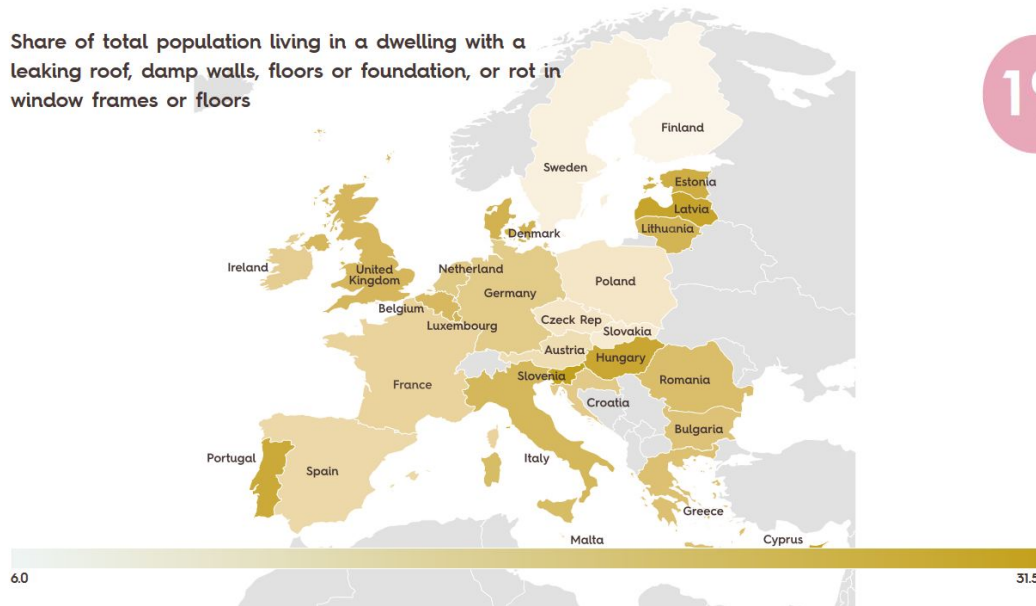 Share of total population living in a dwelling with a
leaking roof, damp walls, floors or foundation, or rot in
window frames or floors
Finland
Sweden
Estonia
Latvia
Lithuania
Denmark
Ireland
United
Kingdom
Netherland
Germany
Poland
Belgium
Luxembourg
Czeck Rep
Slovakia
Austria
Hungary
Slovenia
France
Romania
Croatia
Bulgaria
Portugal
Spain
Italy
Greece
Malta
Cyprus
6.0
31.5